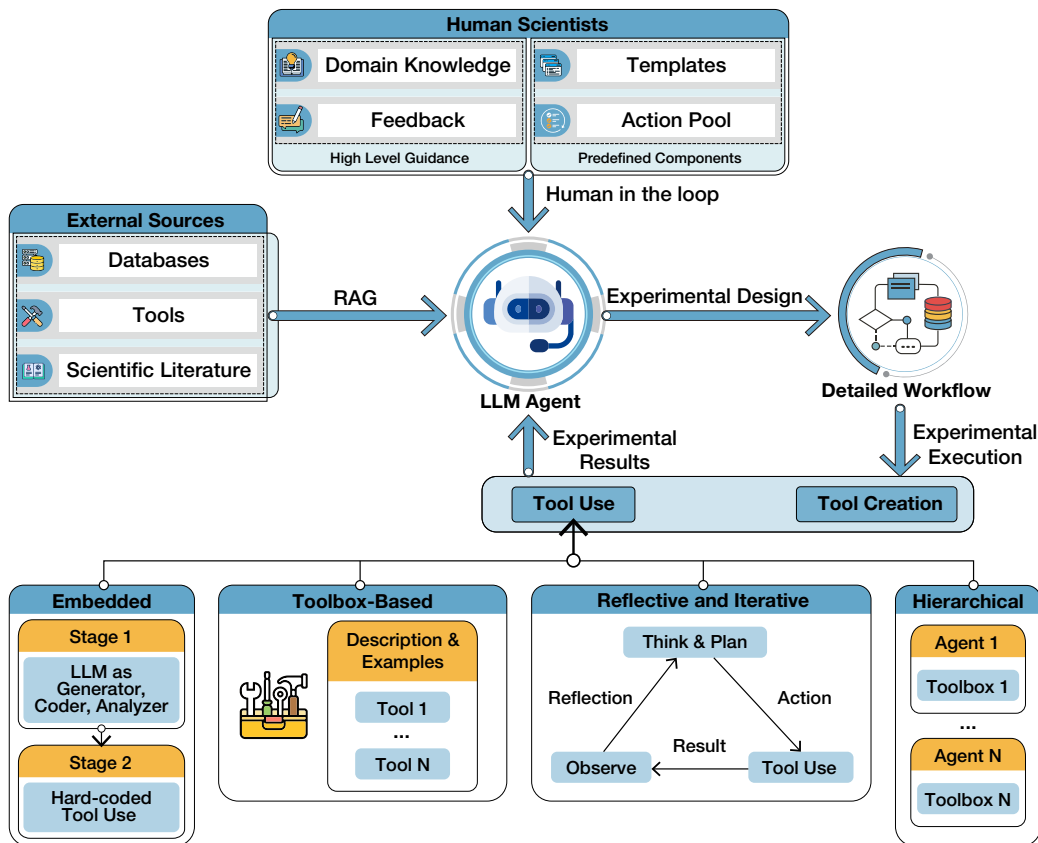 Human Scientists
Domain Knowledge
Feedback
High Level Guidance
Templates
Action Pool
Predefined Components
Human in the loop
External Sources
Databases
Tools
Scientific Literature
RAG
LLM Agent
Experimental Design
Detailed Workflow
Experimental
Results
Experimental
Execution
Tool Use
Tool Creation
Embedded
Stage 1
LLM as
Generator,
Coder, Analyzer
Stage 2
Hard-coded
Tool Use
Toolbox-Based
Description &
Examples
Tool 1
...
Tool N
Reflective and Iterative
Think & Plan
Reflection
Action
Result
Observe
Tool Use
Hierarchical
Agent 1
Toolbox 1
...
Agent N
Toolbox N